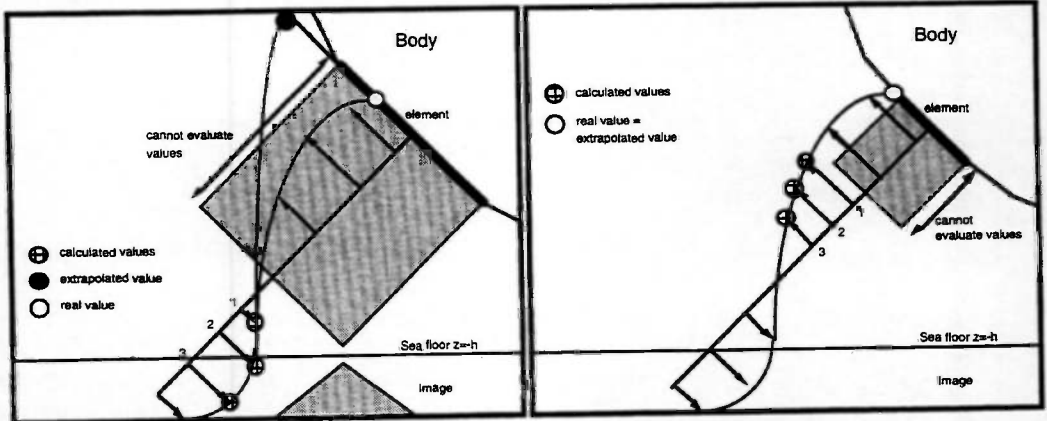 Body
element
cannot evaluate
values
calculated values
extrapolated value
real value
1
2
3
Sea floor z=-h
Image
Body
calculated values
real value =
extrapolated value
element
1
2
3
cannot
evaluate values
Sea floor z=-h
Image